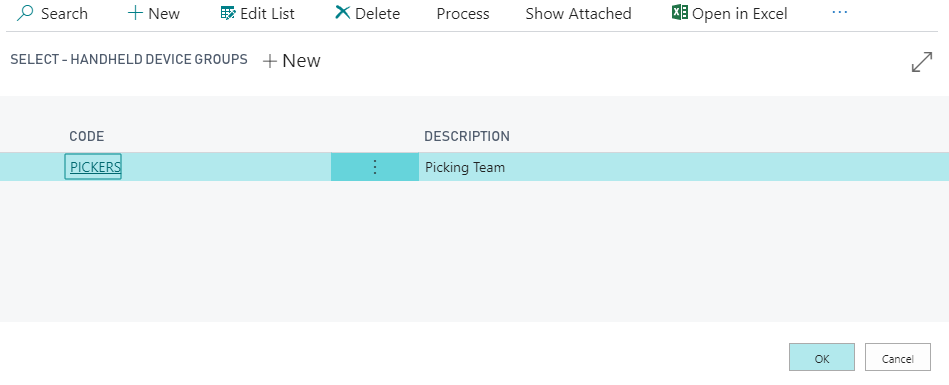 Search New Edit List Delete Process Show Attached Open in Excel ...
SELECT - HANDHELD DEVICE GROUPS + New
CODE DESCRIPTION
PICKERS Picking Team
OK Cancel